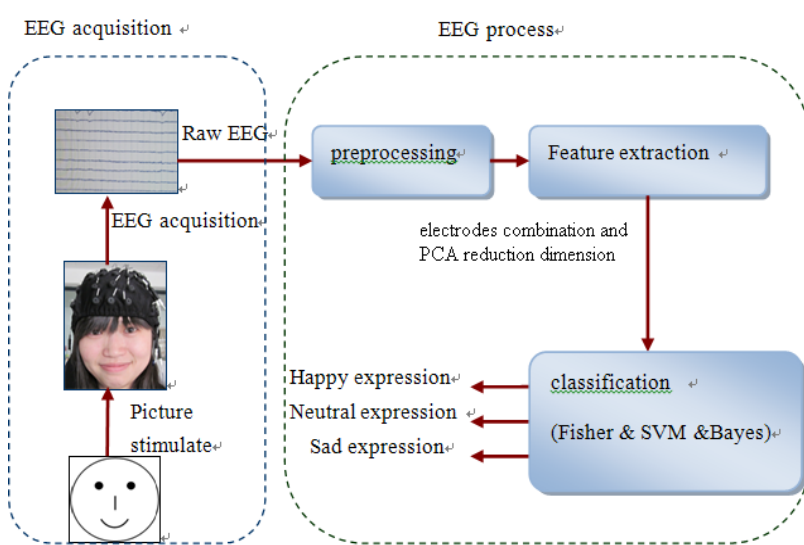 EEG acquisition
EEG process
Raw EEG
preprocessing
Feature extraction
EEG acquisition
electrodes combination and
PCA reduction dimension
Picture
stimulate
classification
(Fisher & SVM &Bayes)
Happy expression
Neutral expression
Sad expression